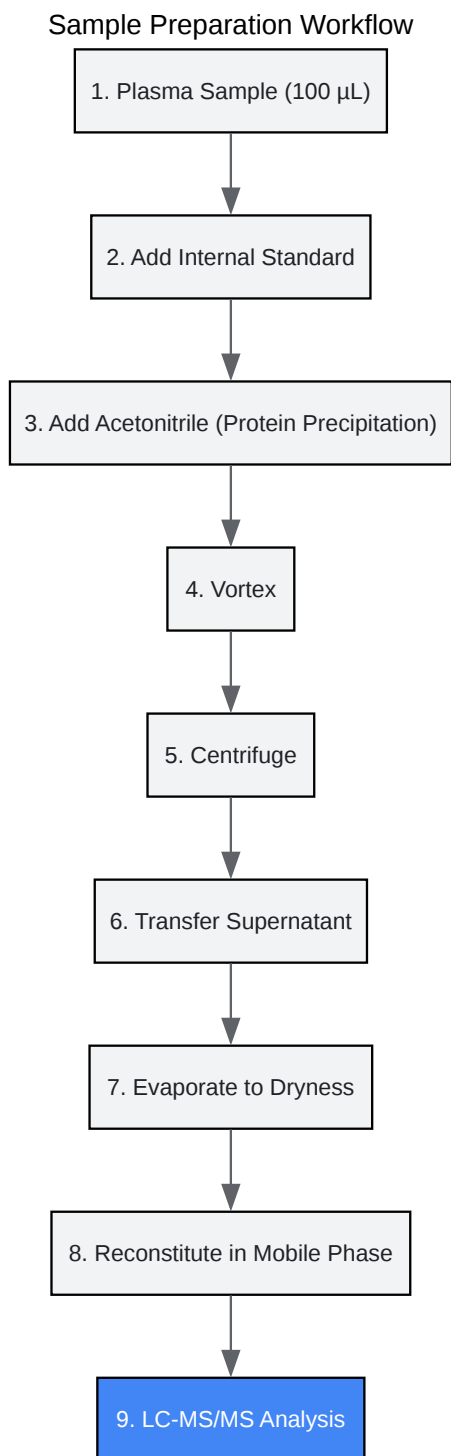 Sample Preparation Workflow
1. Plasma Sample (100 µL)
2. Add Internal Standard
3. Add Acetonitrile (Protein Precipitation)
4. Vortex
5. Centrifuge
6. Transfer Supernatant
7. Evaporate to Dryness
8. Reconstitute in Mobile Phase
9. LC-MS/MS Analysis